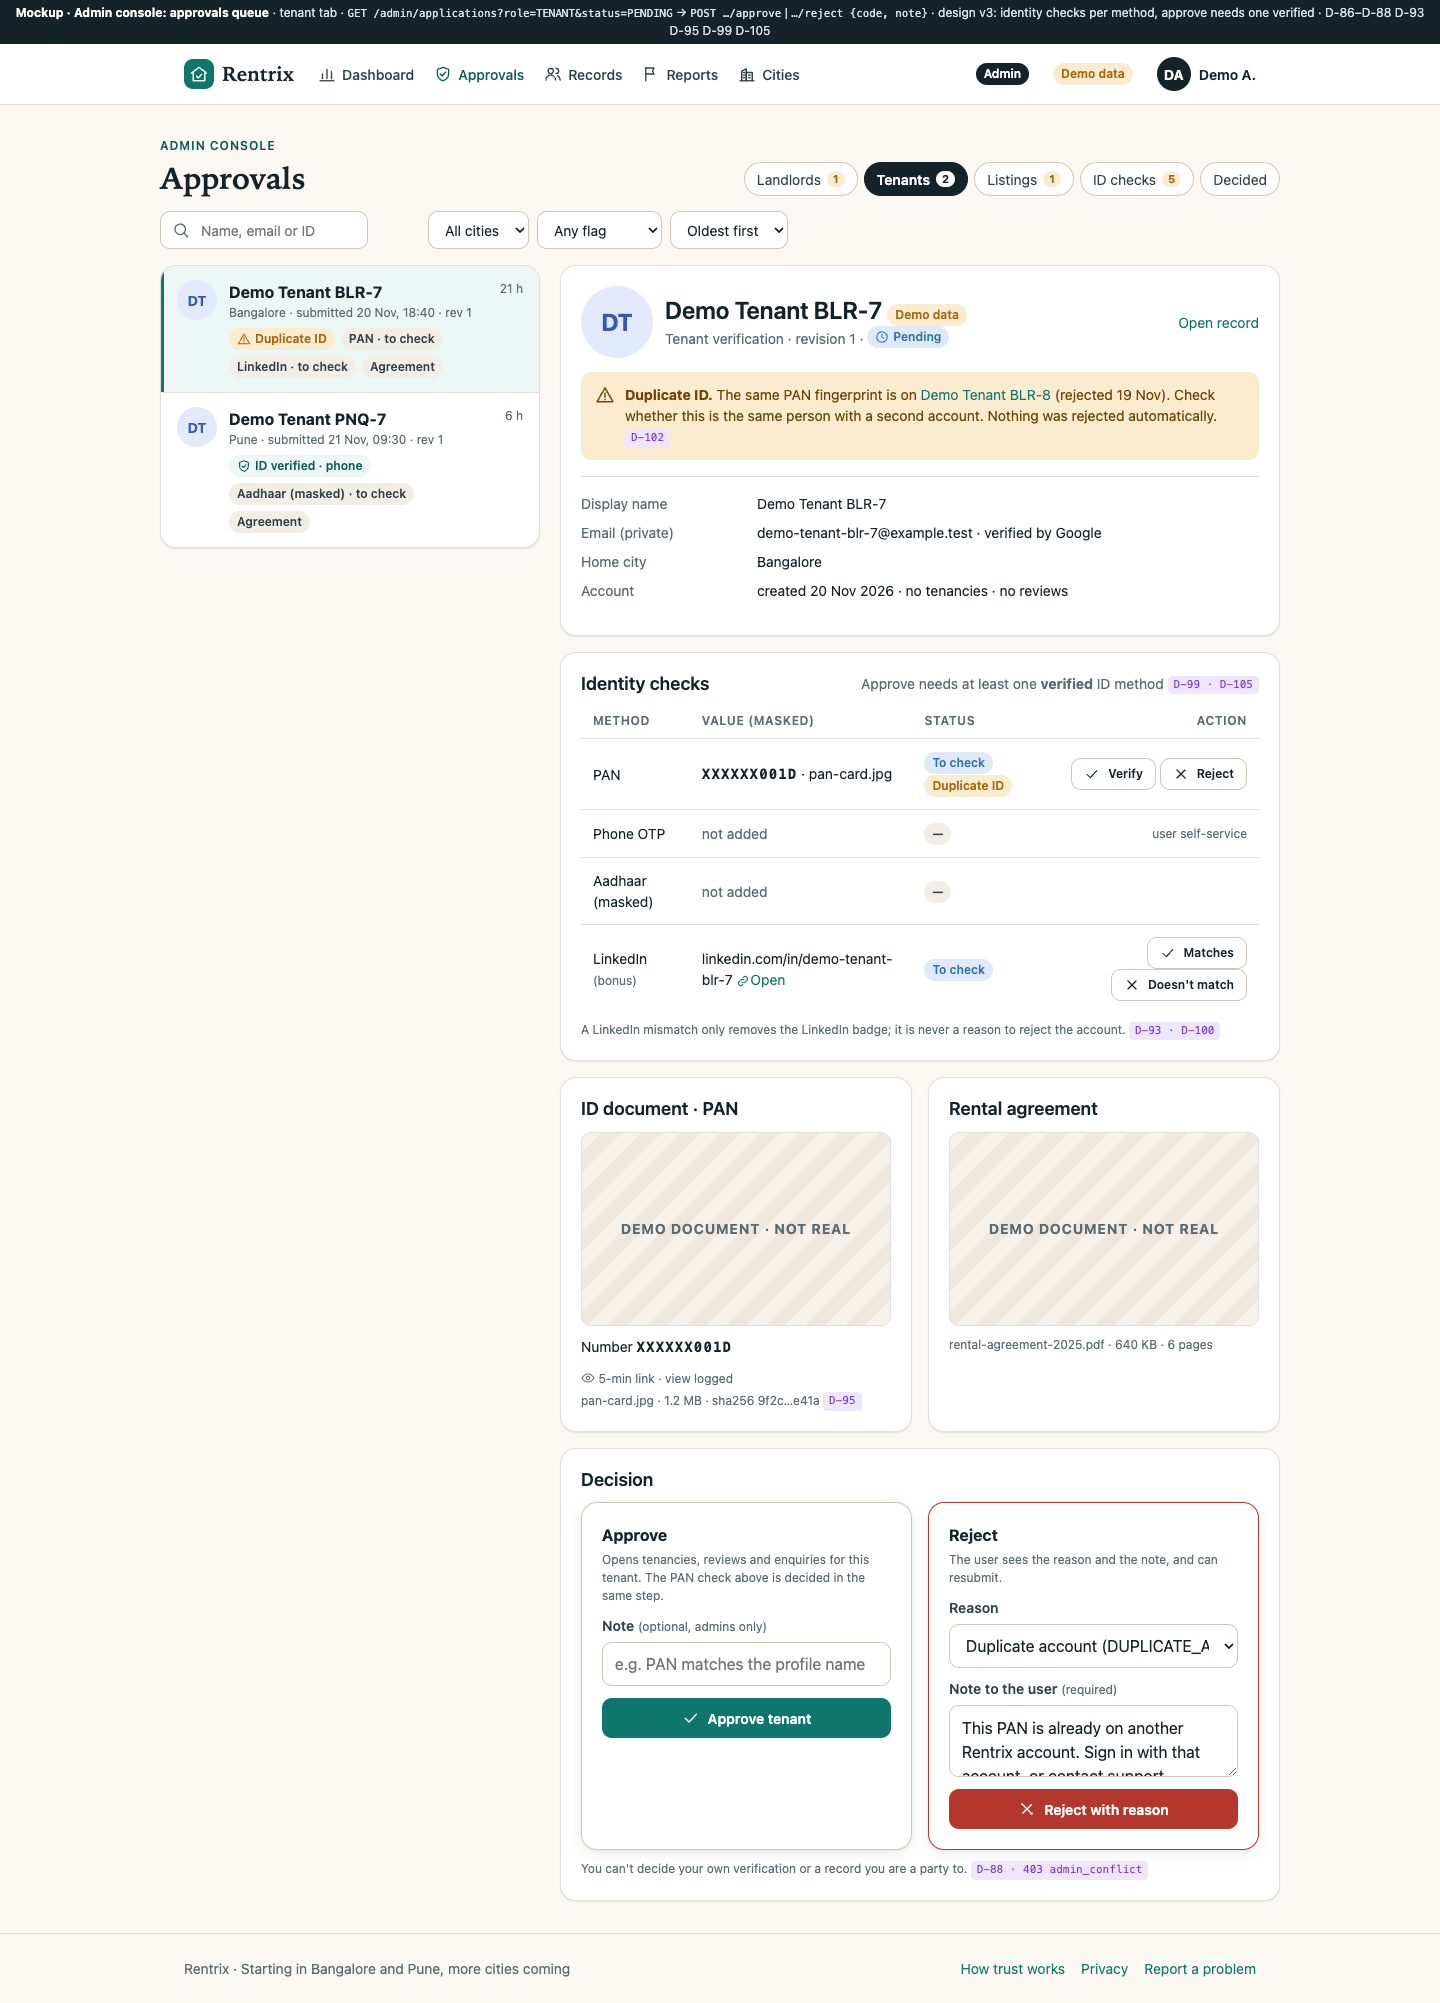 Mockup · Admin console: approvals queue · tenant tab · GET /admin/applications?role=TENANT&status=PENDING → POST …/approve | …/reject {code, note} · design v3: identity checks per method, approve needs one verified · D-86–D-88 D-93
D-95 D-99 D-105
Rentrix
Dashboard
Approvals
Records
Reports
Cities
Admin
Demo data
DA
Demo A.
ADMIN CONSOLE
Approvals
Landlords 1
Tenants 2
Listings 1
ID checks 5
Decided
Name, email or ID
All cities
Any flag
Oldest first
DT
Demo Tenant BLR-7
21 h
Bangalore · submitted 20 Nov, 18:40 · rev 1
Duplicate ID
PAN · to check
LinkedIn · to check
Agreement
DT
Demo Tenant PNQ-7
6 h
Pune · submitted 21 Nov, 09:30 · rev 1
ID verified · phone
Aadhaar (masked) · to check
Agreement
DT
Demo Tenant BLR-7 Demo data
Tenant verification · revision 1 · Pending
Open record
Duplicate ID. The same PAN fingerprint is on Demo Tenant BLR-8 (rejected 19 Nov). Check
whether this is the same person with a second account. Nothing was rejected automatically.
D-102
Display name
Demo Tenant BLR-7
Email (private)
demo-tenant-blr-7@example.test · verified by Google
Home city
Bangalore
Account
created 20 Nov 2026 · no tenancies · no reviews
Identity checks
Approve needs at least one verified ID method D-99 · D-105
METHOD
VALUE (MASKED)
STATUS
ACTION
PAN
XXXXXX001D · pan-card.jpg
To check
Duplicate ID
Verify
Reject
Phone OTP
not added
—
user self-service
Aadhaar
(masked)
not added
—
LinkedIn
(bonus)
linkedin.com/in/demo-tenant-
blr-7 Open
To check
Matches
Doesn't match
A LinkedIn mismatch only removes the LinkedIn badge; it is never a reason to reject the account. D-93 · D-100
ID document · PAN
DEMO DOCUMENT · NOT REAL
Number XXXXXX001D
5-min link · view logged
pan-card.jpg · 1.2 MB · sha256 9f2c…e41a D-95
Rental agreement
DEMO DOCUMENT · NOT REAL
rental-agreement-2025.pdf · 640 KB · 6 pages
Decision
Approve
Opens tenancies, reviews and enquiries for this
tenant. The PAN check above is decided in the
same step.
Note (optional, admins only)
e.g. PAN matches the profile name
Approve tenant
Reject
The user sees the reason and the note, and can
resubmit.
Reason
Duplicate account (DUPLICATE_A
Note to the user (required)
This PAN is already on another
Rentrix account. Sign in with that
account, or contact support
Reject with reason
You can't decide your own verification or a record you are a party to. D-88 · 403 admin_conflict
Rentrix · Starting in Bangalore and Pune, more cities coming
How trust works
Privacy
Report a problem